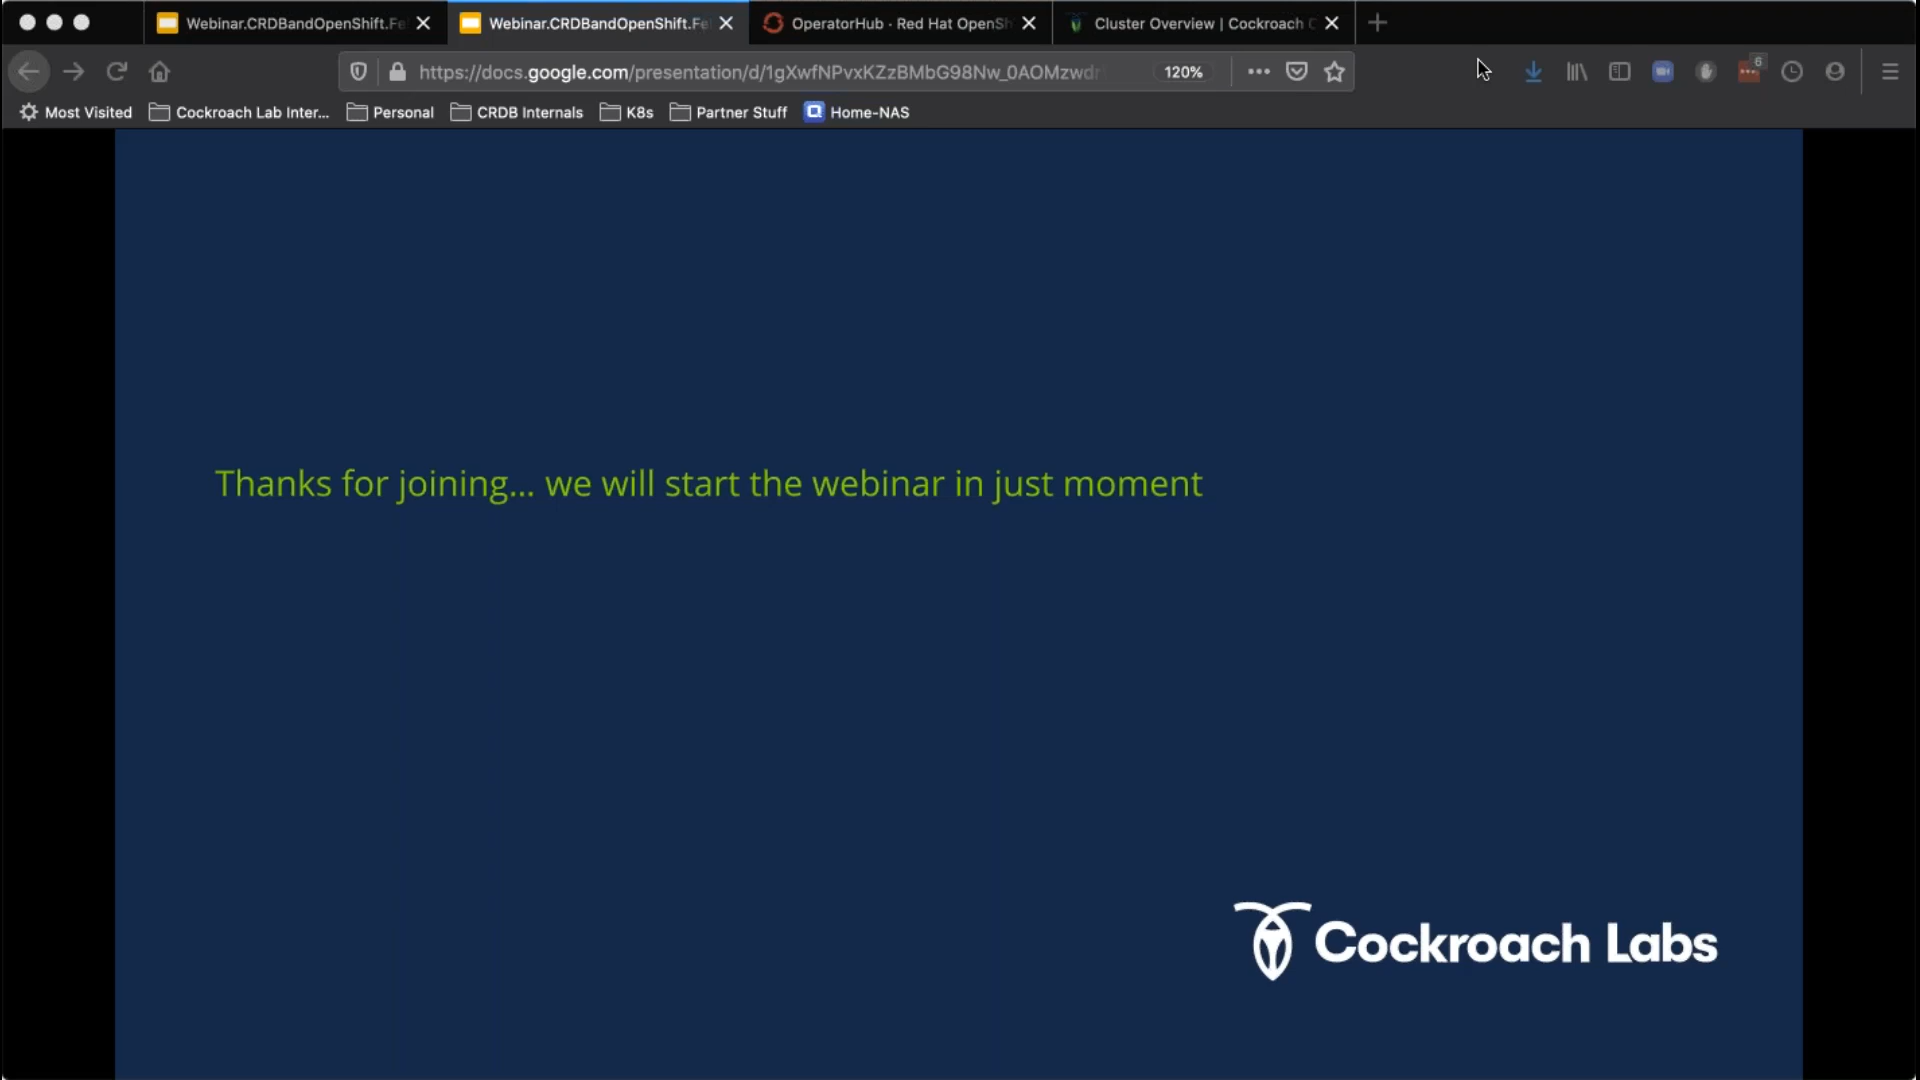 Webinar.CRDBandOpenShift.Fe
Webinar.CRDBandOpenShift.Fe
OperatorHub · Red Hat OpenSh
Cluster Overview | Cockroach C
https://docs.google.com/presentation/d/1gXwfNPvxKZzBMbG98Nw_0AOMzwdr
120%
6
Most Visited
Cockroach Lab Inter...
Personal
CRDB Internals
K8s
Partner Stuff
Home-NAS
Thanks for joining... we will start the webinar in just moment
Cockroach Labs